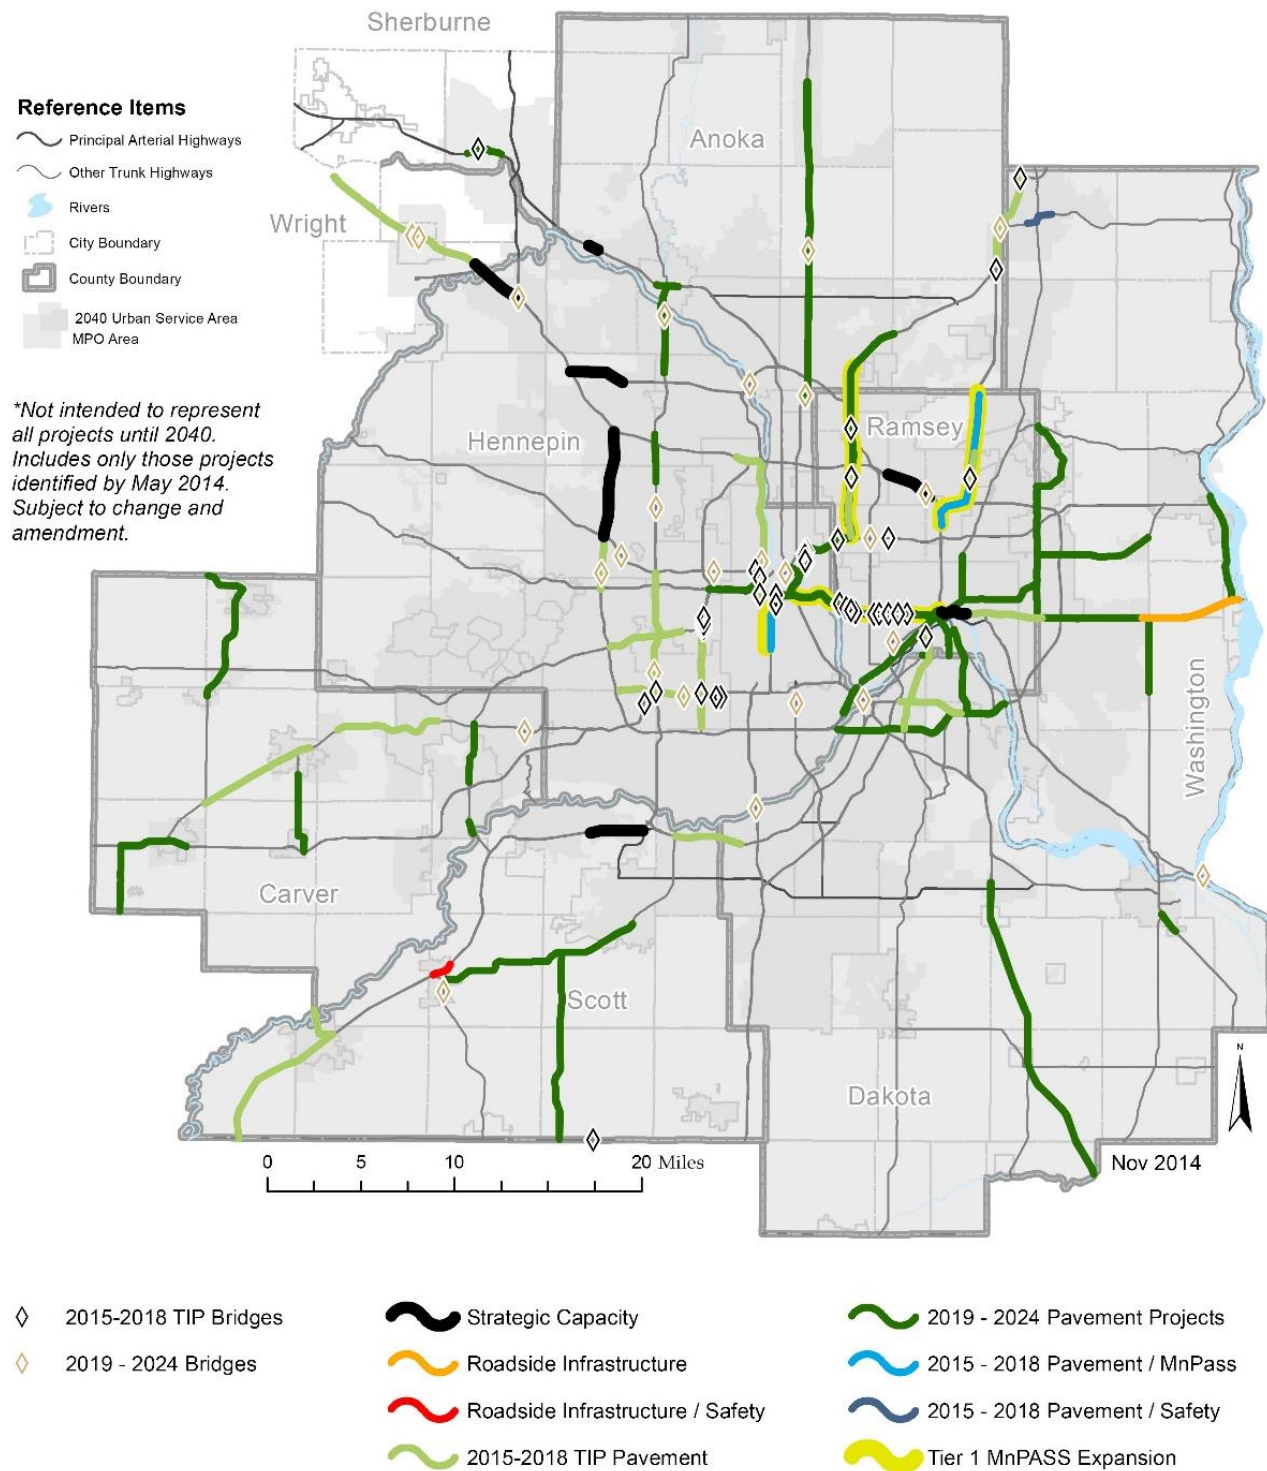 Sherburne
Reference Items
Principal Arterial Highways
Other Trunk Highways
Rivers
City Boundary
County Boundary
2040 Urban Service Area
MPO Area
Anoka
Wright
*Not intended to represent
all projects until 2040.
Includes only those projects
identified by May 2014.
Subject to change and
amendment.
Hennepin
Ramsey
Washington
Carver
Scott
Dakota
N
0 5 10 20 Miles
Nov 2014
2015-2018 TIP Bridges
2019 - 2024 Bridges
Strategic Capacity
Roadside Infrastructure
Roadside Infrastructure / Safety
2015-2018 TIP Pavement
2019 - 2024 Pavement Projects
2015 - 2018 Pavement / MnPass
2015 - 2018 Pavement / Safety
Tier 1 MnPASS Expansion